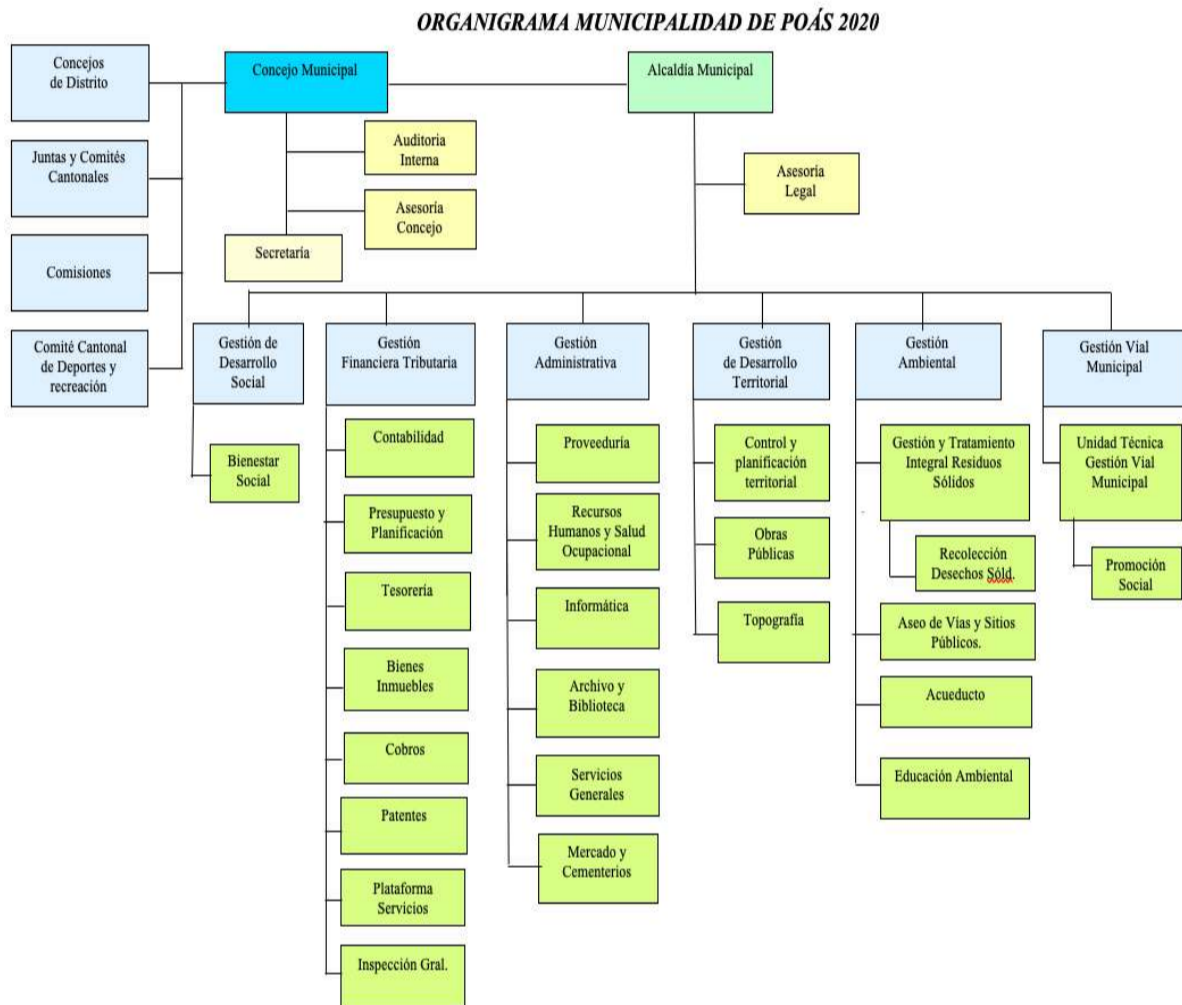 ORGANIGRAMA MUNICIPALIDAD DE POÁS 2020
Concejos
de Distrito
Concejo Municipal
Alcaldía Municipal
Juntas y Comités
Cantonales
Auditoria
Interna
Asesoría
Legal
Asesoría
Concejo
Secretaría
Comisiones
Comité Cantonal
de Deportes y
recreación
Gestión de
Desarrollo
Social
Gestión
Financiera Tributaria
Gestión
Administrativa
Gestión
de Desarrollo
Territorial
Gestión
Ambiental
Gestión Vial
Municipal
Bienestar
Social
Contabilidad
Presupuesto y
Planificación
Tesorería
Bienes
Inmuebles
Cobros
Patentes
Plataforma
Servicios
Inspección Gral.
Proveeduría
Recursos
Humanos y Salud
Ocupacional
Informática
Archivo y
Biblioteca
Servicios
Generales
Mercado y
Cementerios
Control y
planificación
territorial
Obras
Públicas
Topografía
Gestión y Tratamiento
Integral Residuos
Sólidos
Recolección
Desechos Sóld.
Aseo de Vías y Sitios
Públicos.
Acueducto
Educación Ambiental
Unidad Técnica
Gestión Vial
Municipal
Promoción
Social